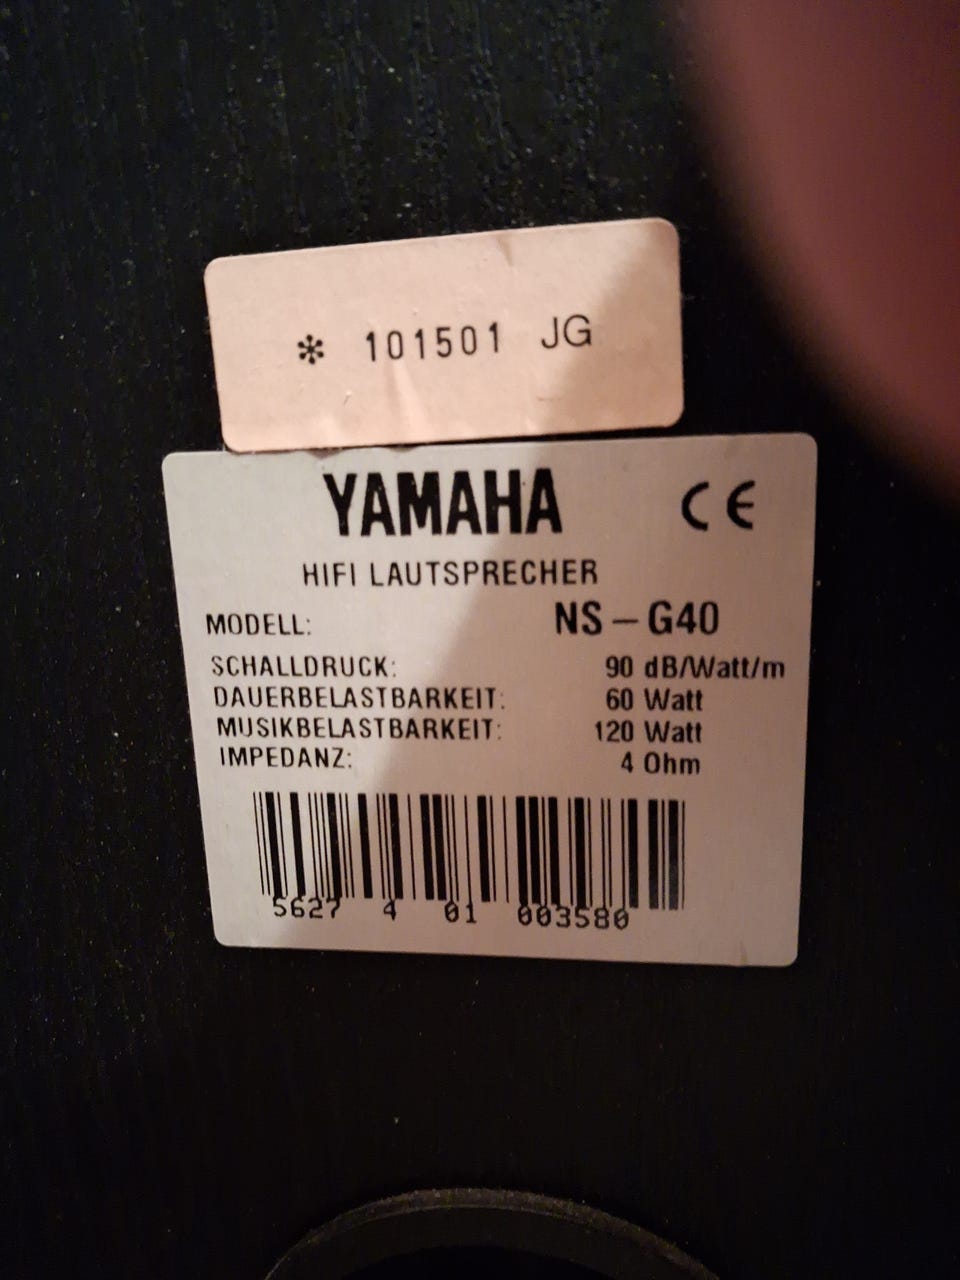 * 101501 JG
YAMAHA CE
HIFI LAUTSPRECHER
MODELL: NS – G40
SCHALLDRUCK: 90 dB/Watt/m
DAUERBELASTBARKEIT: 60 Watt
MUSIKBELASTBARKEIT: 120 Watt
IMPEDANZ: 4 Ohm
5627 4 01 003580